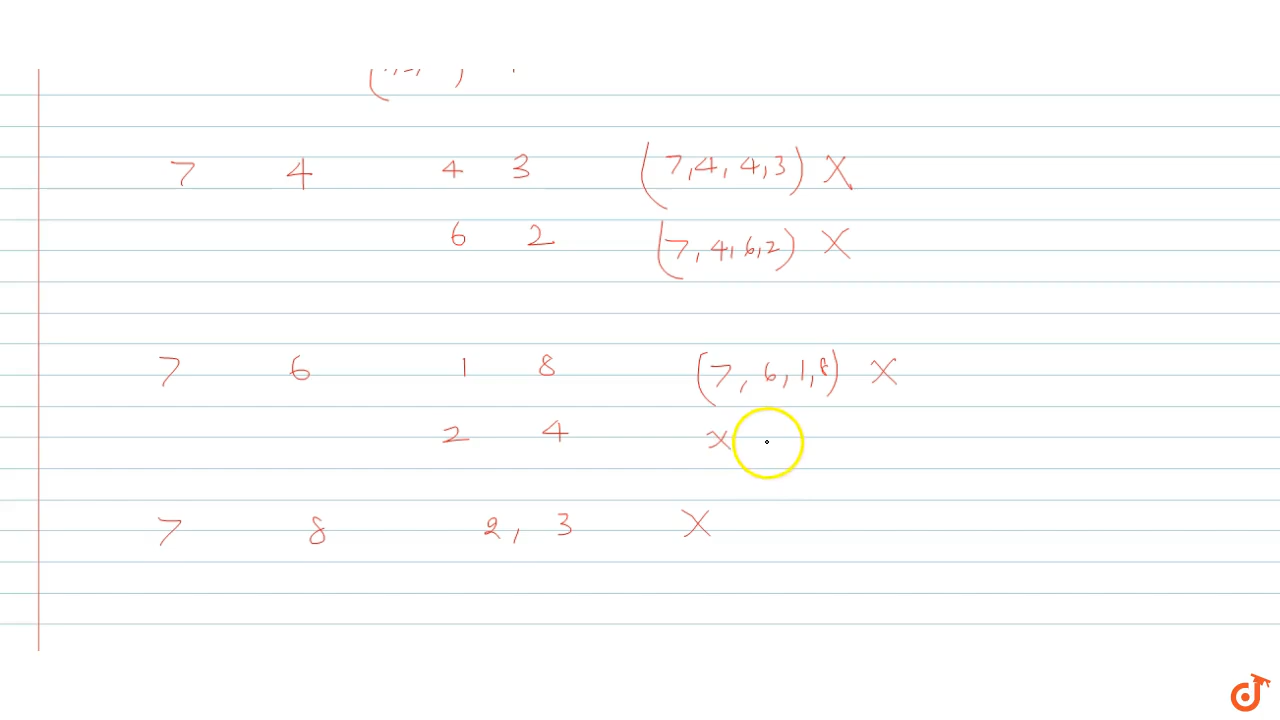 7 4 4 3 (7,4,4,3) X
6 2 (7,4,6,2) X
7 6 1 8 (7,6,1,8) X
2 4 X
7 8 2, 3 X